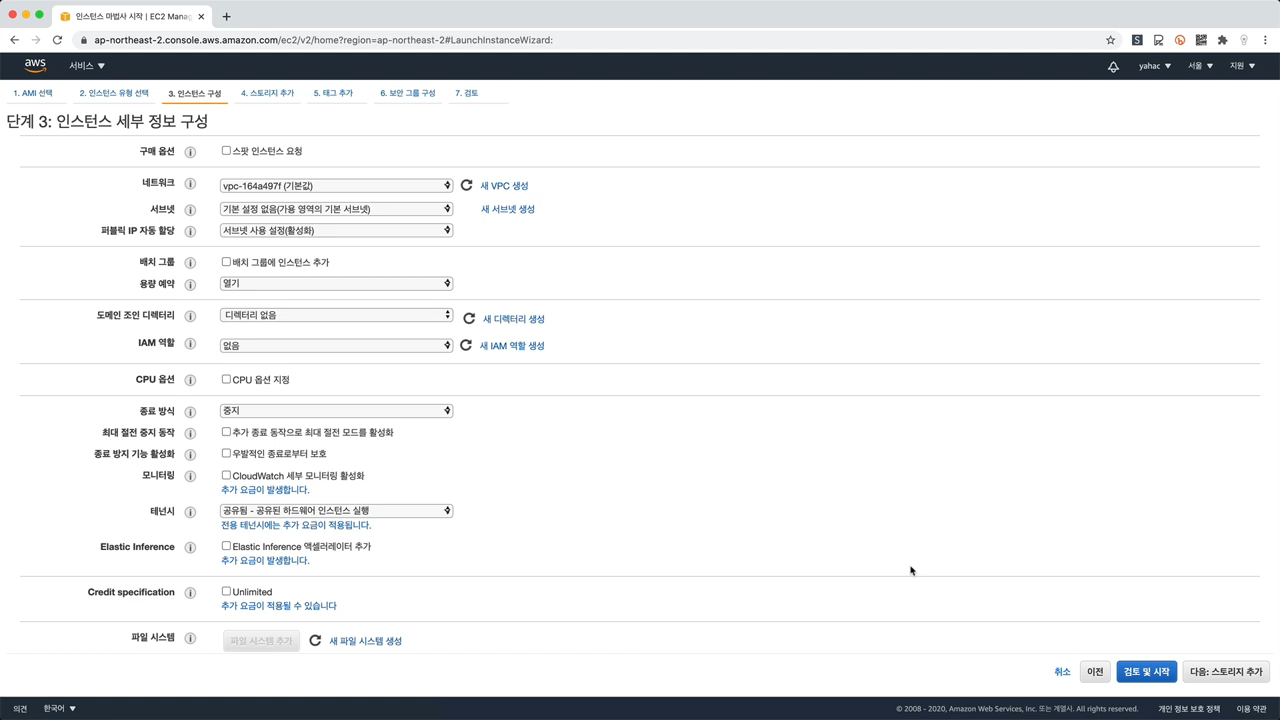 인스턴스 마법사 시작 | EC2 Manag
ap-northeast-2.console.aws.amazon.com/ec2/v2/home?region=ap-northeast-2#LaunchInstanceWizard:
aws 서비스 yahac 서울 지원
1. AMI 선택 2. 인스턴스 유형 선택 3. 인스턴스 구성 4. 스토리지 추가 5. 태그 추가 6. 보안 그룹 구성 7. 검토
단계 3: 인스턴스 세부 정보 구성
구매 옵션 스팟 인스턴스 요청
네트워크 vpc-164a497f (기본값) 새 VPC 생성
서브넷 기본 설정 없음(가용 영역의 기본 서브넷) 새 서브넷 생성
퍼블릭 IP 자동 할당 서브넷 사용 설정(활성화)
배치 그룹 배치 그룹에 인스턴스 추가
용량 예약 열기
도메인 조인 디렉터리 디렉터리 없음 새 디렉터리 생성
IAM 역할 없음 새 IAM 역할 생성
CPU 옵션 CPU 옵션 지정
종료 방식 중지
최대 절전 중지 동작 추가 종료 동작으로 최대 절전 모드를 활성화
종료 방지 기능 활성화 우발적인 종료로부터 보호
모니터링 CloudWatch 세부 모니터링 활성화
추가 요금이 발생합니다.
테넌시 공유됨 - 공유된 하드웨어 인스턴스 실행
전용 테넌시에는 추가 요금이 적용됩니다.
Elastic Inference Elastic Inference 액셀러레이터 추가
추가 요금이 발생합니다.
Credit specification Unlimited
추가 요금이 적용될 수 있습니다
파일 시스템 파일 시스템 추가 새 파일 시스템 생성
취소 이전 검토 및 시작 다음: 스토리지 추가
의견 한국어 © 2008 - 2020, Amazon Web Services, Inc. 또는 계열사. All rights reserved. 개인 정보 보호 정책 이용 약관